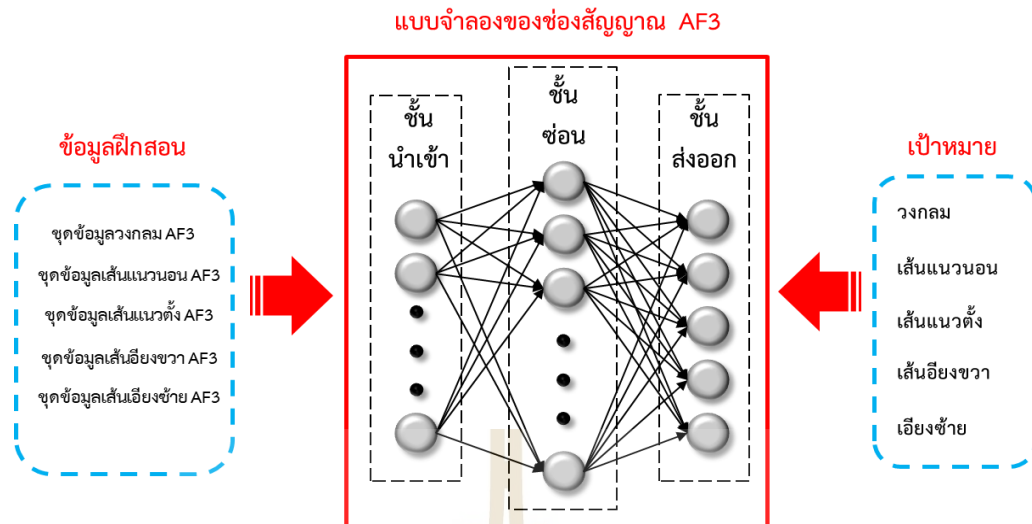 แบบจำลองของช่องสัญญาณ AF3
ข้อมูลฝึกสอน
ชุดข้อมูลวงกลม AF3
ชุดข้อมูลเส้นแนวนอน AF3
ชุดข้อมูลเส้นแนวตั้ง AF3
ชุดข้อมูลเส้นอียงขวา AF3
ชุดข้อมูลเส้นเอียงซ้าย AF3
ชั้น
นำเข้า
ชั้น
ซ่อน
ชั้น
ส่งออก
เป้าหมาย
วงกลม
เส้นแนวนอน
เส้นแนวตั้ง
เส้นอียงขวา
เอียงซ้าย